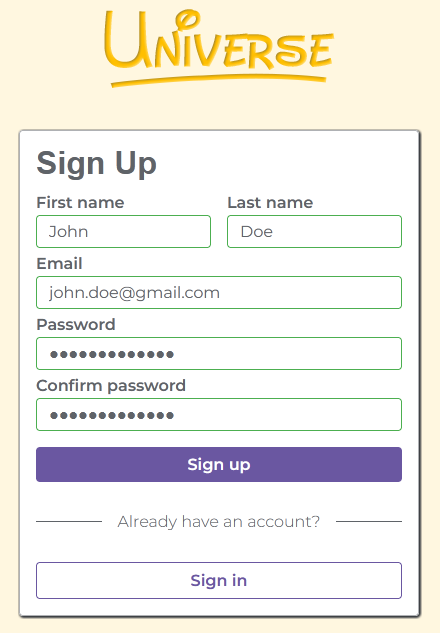 Universe
Sign Up
First name Last name
John Doe
Email
john.doe@gmail.com
Password
●●●●●●●●●●●●●
Confirm password
●●●●●●●●●●●●●
Sign up
Already have an account?
Sign in